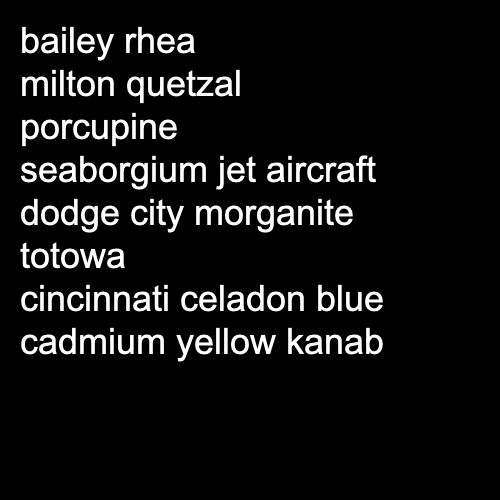 bailey rhea
milton quetzal
porcupine
seaborgium jet aircraft
dodge city morganite
totowa
cincinnati celadon blue
cadmium yellow kanab